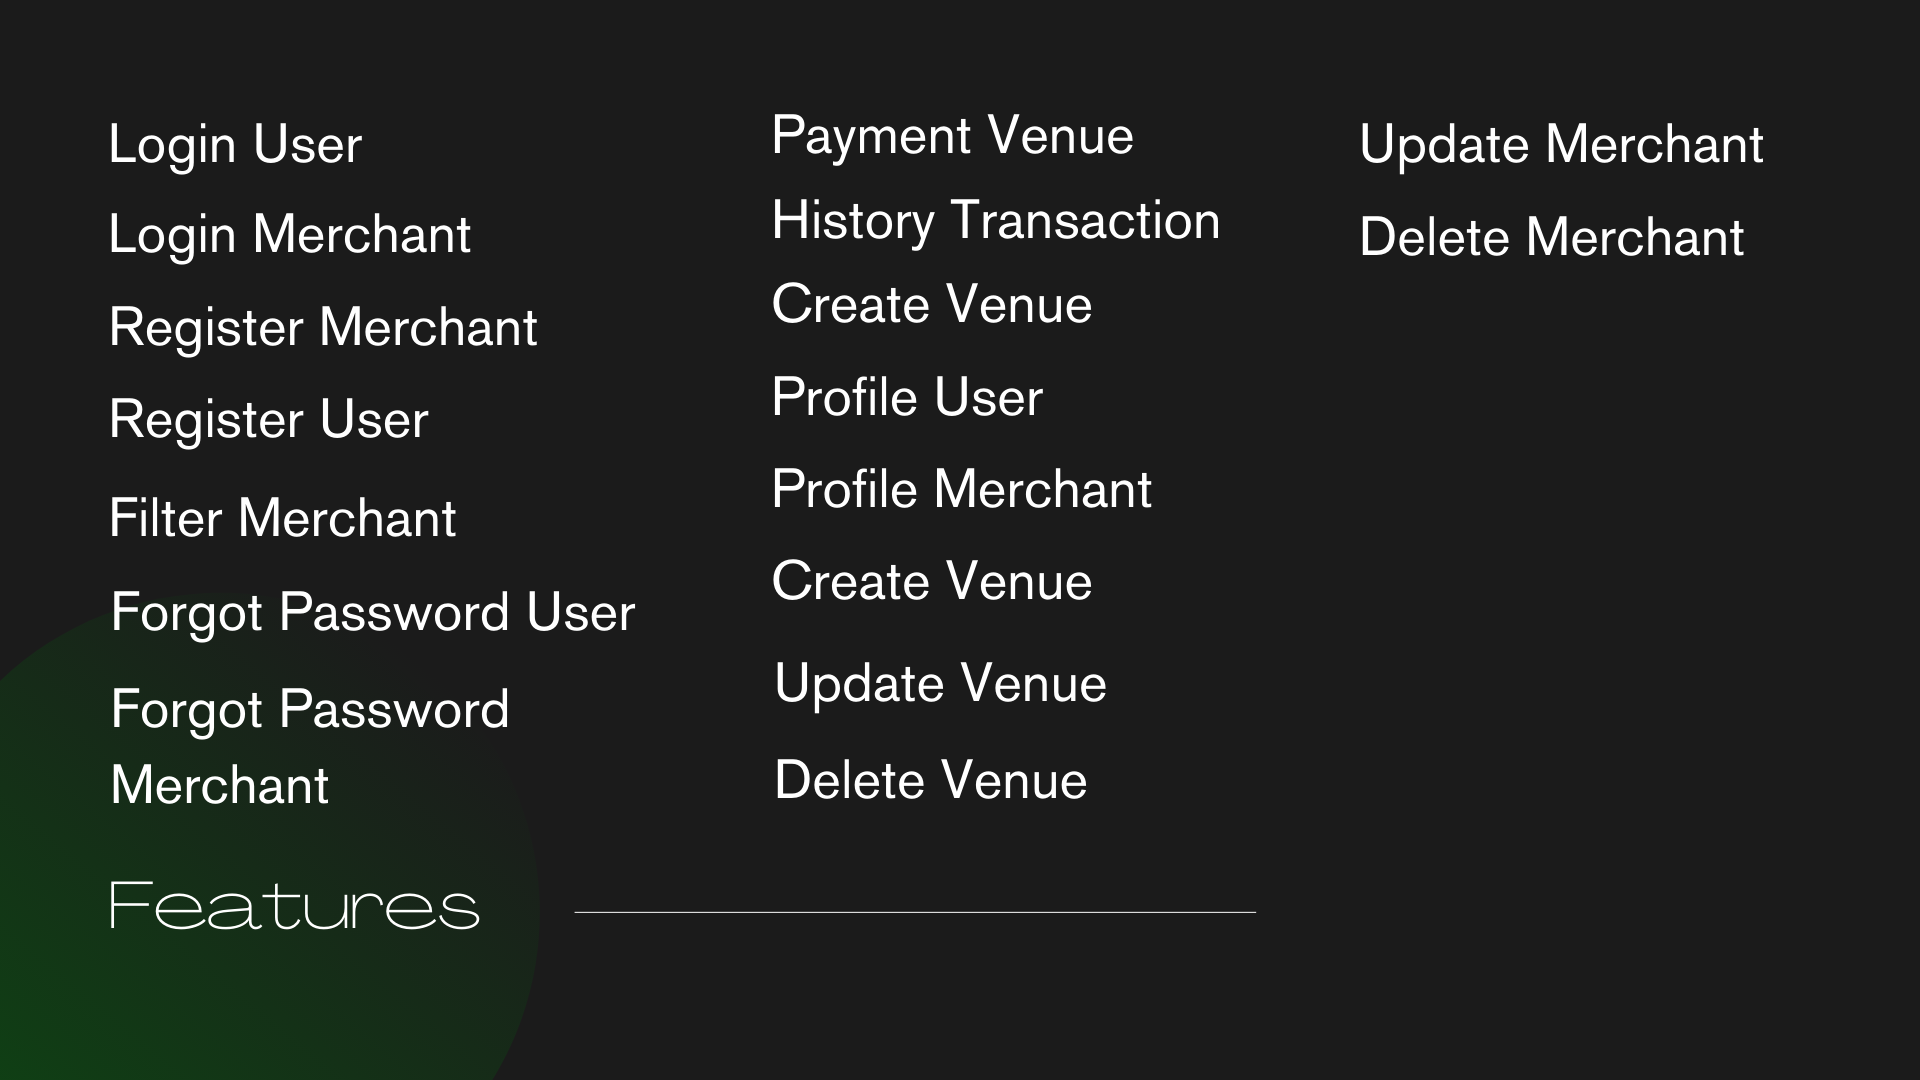 Login User
Login Merchant
Register Merchant
Register User
Filter Merchant
Forgot Password User
Forgot Password
Merchant
Payment Venue
History Transaction
Create Venue
Profile User
Profile Merchant
Create Venue
Update Venue
Delete Venue
Update Merchant
Delete Merchant
Features